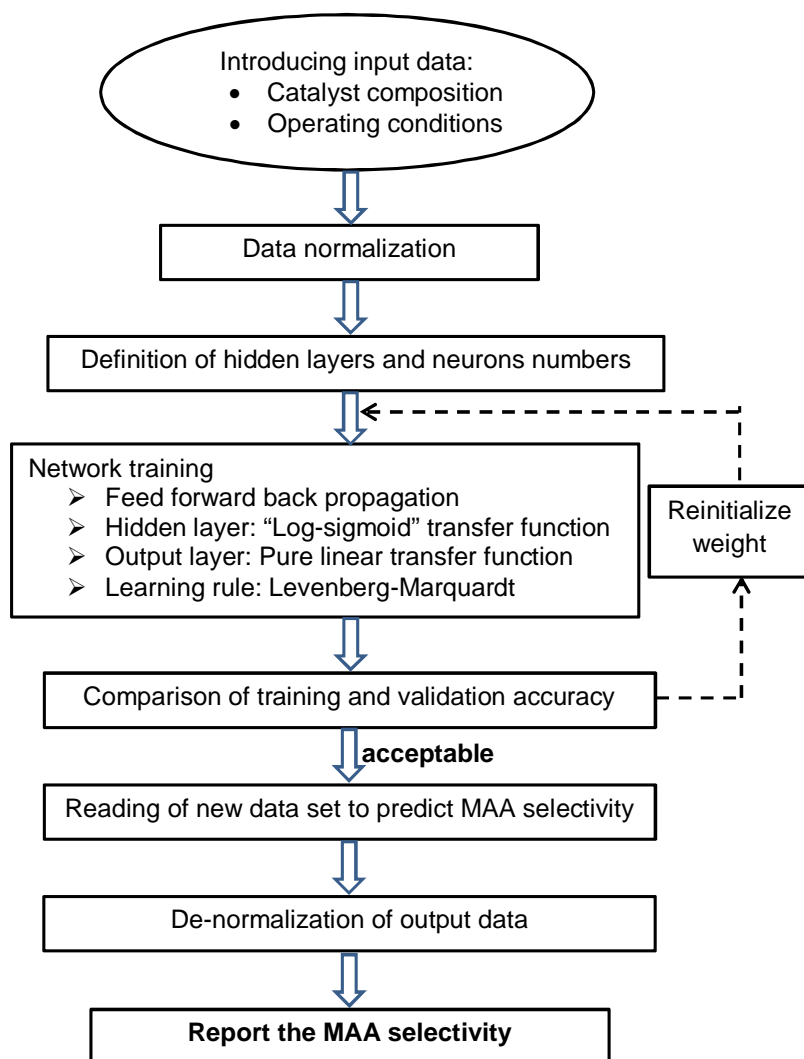 Introducing input data:
• Catalyst composition
• Operating conditions
Data normalization
Definition of hidden layers and neurons numbers
Network training
➢ Feed forward back propagation
➢ Hidden layer: “Log-sigmoid” transfer function
➢ Output layer: Pure linear transfer function
➢ Learning rule: Levenberg-Marquardt
Reinitialize
weight
Comparison of training and validation accuracy
acceptable
Reading of new data set to predict MAA selectivity
De-normalization of output data
Report the MAA selectivity